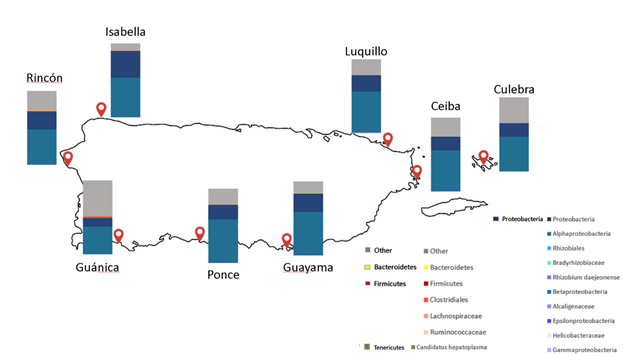 Isabella
Luquillo
Rincón
Ceiba
Culebra
Guánica
Ponce
Guayama
Proteobacteria
Proteobacteria
Alphaproteobacteria
Rhizobiales
Bradyrhizobiaceae
Rhizobium daejeonense
Betaproteobacteria
Alcaligenaceae
Epsilonproteobacteria
Helicobacteraceae
Gammaproteobacteria
Other
Other
Bacteroidetes
Bacteroidetes
Firmicutes
Firmicutes
Clostridiales
Lachnospiraceae
Ruminococcaceae
Tenericutes
Candidatus hepatoplasma